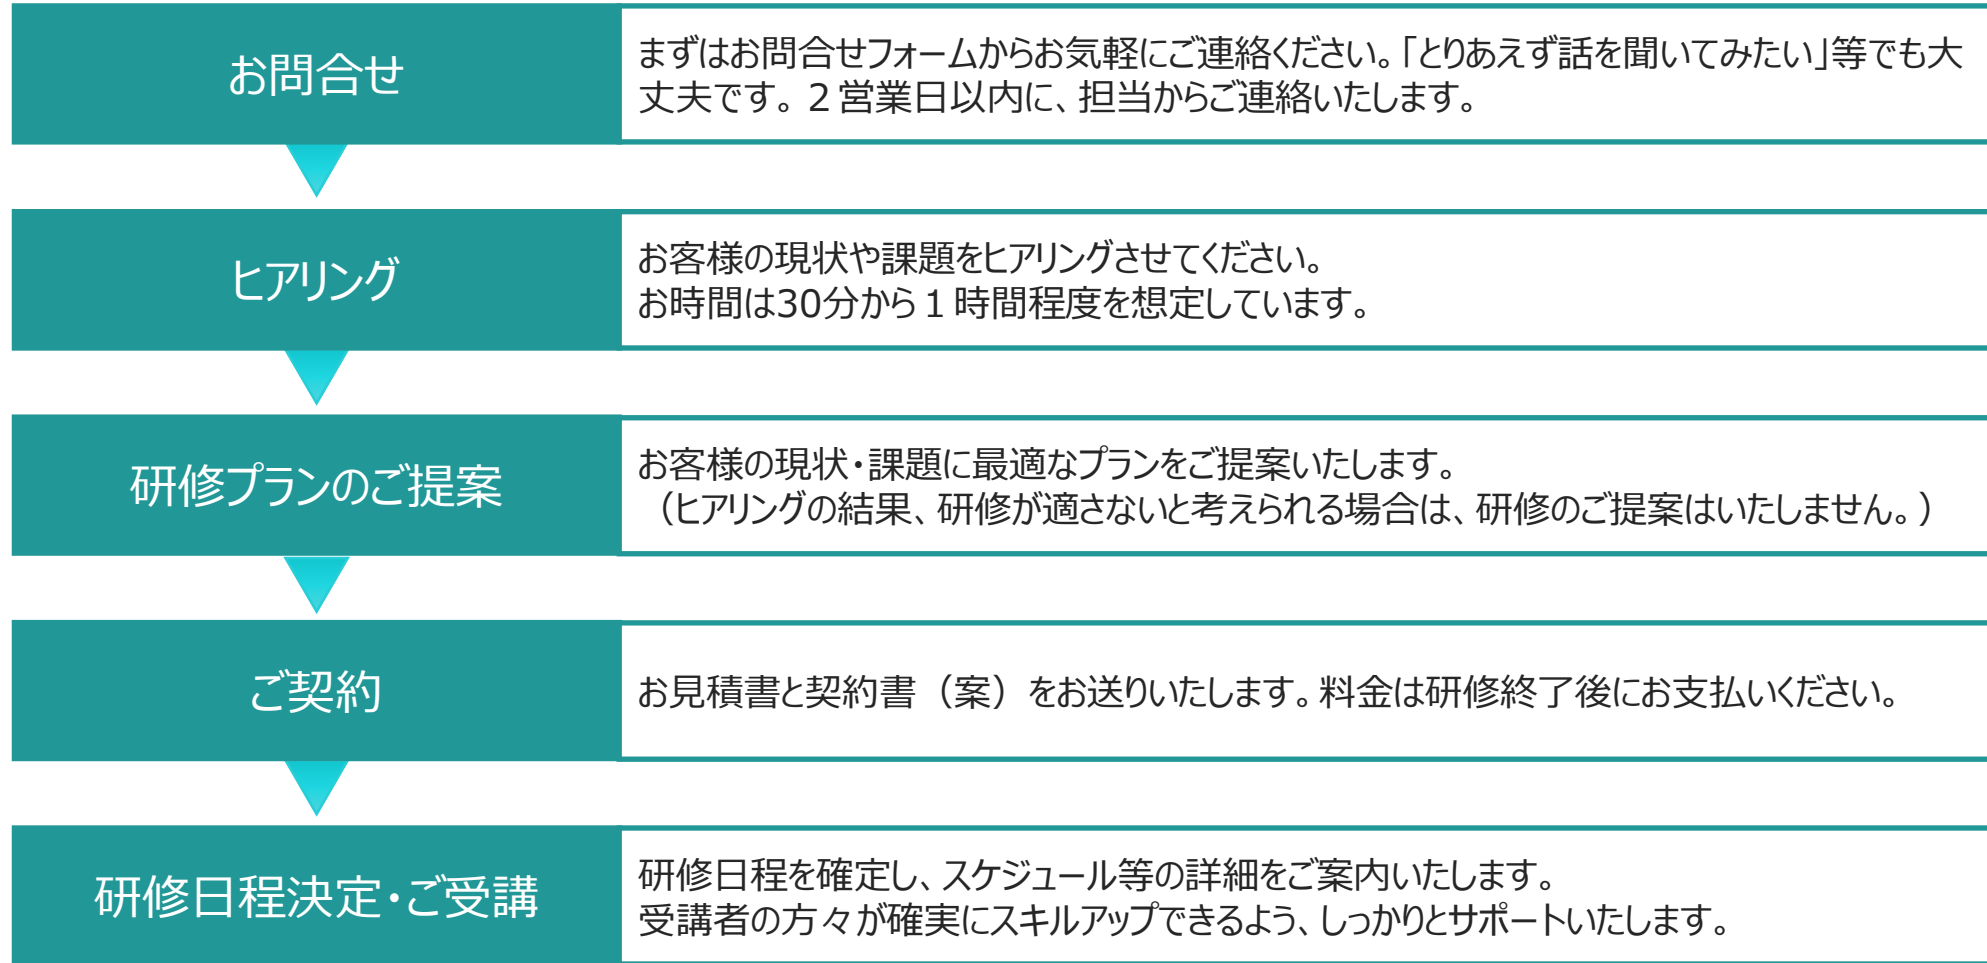 お問合せ
まずはお問合せフォームからお気軽にご連絡ください。「とりあえず話を聞いてみたい」等でも大
丈夫です。２営業日以内に、担当からご連絡いたします。
ヒアリング
お客様の現状や課題をヒアリングさせてください。
お時間は30分から１時間程度を想定しています。
研修プランのご提案
お客様の現状・課題に最適なプランをご提案いたします。
（ヒアリングの結果、研修が適さないと考えられる場合は、研修のご提案はいたしません。）
ご契約
お見積書と契約書（案）をお送りいたします。料金は研修終了後にお支払いください。
研修日程決定・ご受講
研修日程を確定し、スケジュール等の詳細をご案内いたします。
受講者の方々が確実にスキルアップできるよう、しっかりとサポートいたします。